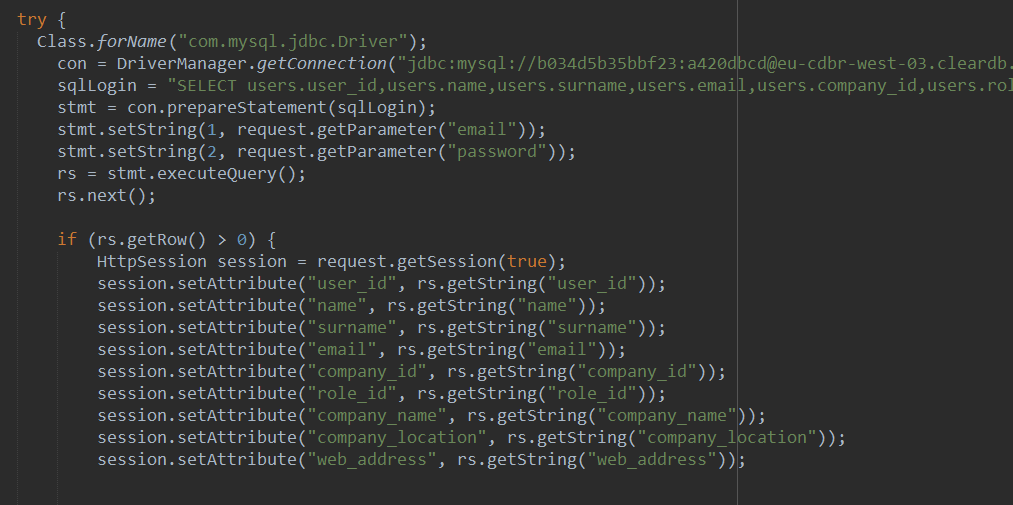 try {
Class.forName("com.mysql.jdbc.Driver");
con = DriverManager.getConnection("jdbc:mysql://b034d5b35bbf23:a420dbcd@eu-cdbr-west-03.cleardb.
sqlLogin = "SELECT users.user_id,users.name,users.surname,users.email,users.company_id,users.rol
stmt = con.prepareStatement(sqlLogin);
stmt.setString(1, request.getParameter("email"));
stmt.setString(2, request.getParameter("password"));
rs = stmt.executeQuery();
rs.next();
if (rs.getRow() > 0) {
HttpSession session = request.getSession(true);
session.setAttribute("user_id", rs.getString("user_id"));
session.setAttribute("name", rs.getString("name"));
session.setAttribute("surname", rs.getString("surname"));
session.setAttribute("email", rs.getString("email"));
session.setAttribute("company_id", rs.getString("company_id"));
session.setAttribute("role_id", rs.getString("role_id"));
session.setAttribute("company_name", rs.getString("company_name"));
session.setAttribute("company_location", rs.getString("company_location"));
session.setAttribute("web_address", rs.getString("web_address"));